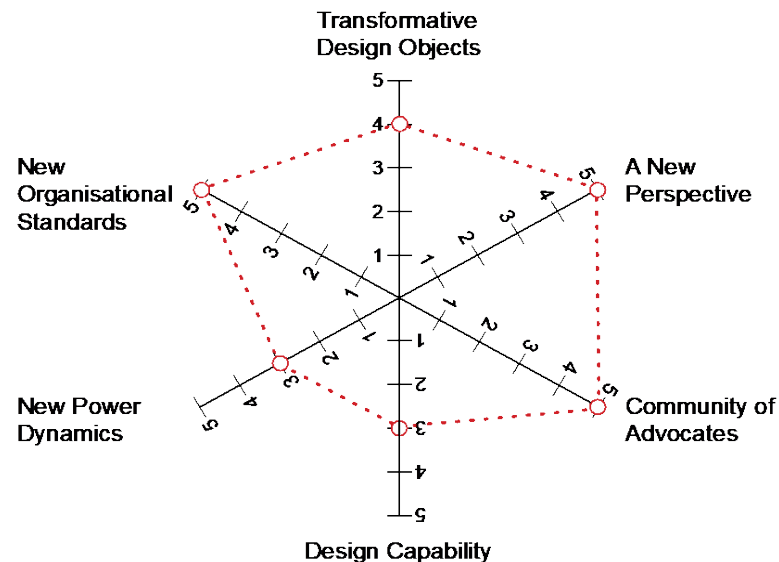 Transformative
Design Objects
5
4
3
2
1
A New
Perspective
5
4
3
2
1
Community of
Advocates
1
2
3
4
5
Design Capability
1
2
3
4
5
New Power
Dynamics
1
2
3
4
5
New
Organisational
Standards
5
4
3
2
1